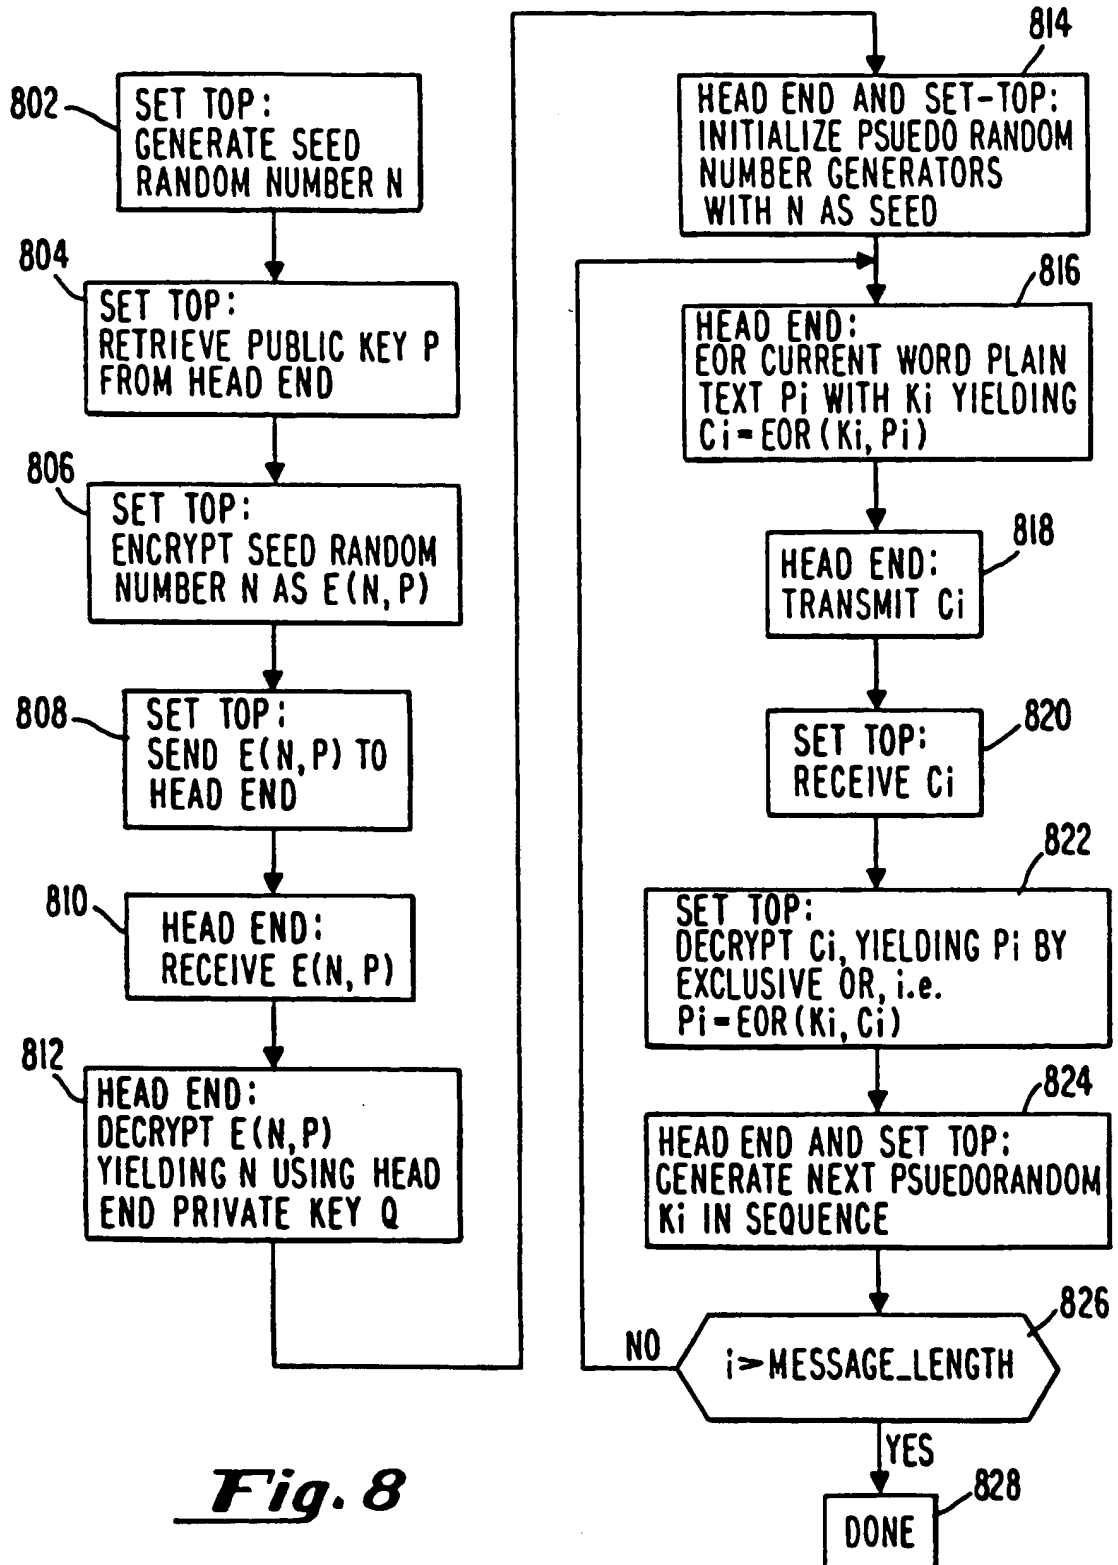 802
SET TOP:
GENERATE SEED
RANDOM NUMBER N
804
SET TOP:
RETRIEVE PUBLIC KEY P
FROM HEAD END
806
SET TOP:
ENCRYPT SEED RANDOM
NUMBER N AS E(N,P)
808
SET TOP:
SEND E(N,P) TO
HEAD END
810
HEAD END:
RECEIVE E(N,P)
812
HEAD END:
DECRYPT E(N,P)
YIELDING N USING HEAD
END PRIVATE KEY Q
814
HEAD END AND SET-TOP:
INITIALIZE PSUEDO RANDOM
NUMBER GENERATORS
WITH N AS SEED
816
HEAD END:
EOR CURRENT WORD PLAIN
TEXT Pi WITH Ki YIELDING
Ci=EOR(Ki,Pi)
818
HEAD END:
TRANSMIT Ci
820
SET TOP:
RECEIVE Ci
822
SET TOP:
DECRYPT Ci, YIELDING Pi BY
EXCLUSIVE OR, i.e.
Pi=EOR(Ki,Ci)
824
HEAD END AND SET TOP:
GENERATE NEXT PSUEDORANDOM
Ki IN SEQUENCE
826
i>MESSAGE_LENGTH
NO
YES
828
DONE
Fig. 8